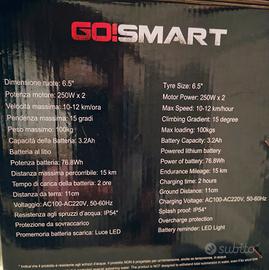 GO!SMART
Dimensione ruote: 6.5"
Potenza motore: 250W x 2
Velocità massima: 10-12 km/ora
Pendenza massima: 15 gradi
Peso massimo: 100kg
Capacità della Batteria: 3.2Ah
Batteria al litio
Potenza batteria: 76.8Wh
Distanza massima percorribile: 15 km
Tempo di carica della batteria: 2 ore
Distanza da terra: 11cm
Voltaggio: AC100-AC220V, 50-60Hz
Resistenza agli spruzzi d'acqua: IP54*
Protezione da sovraccarico
Promemoria batteria scarica: Luce LED
Tyre Size: 6.5"
Motor Power: 250W x 2
Max Speed: 10-12 km/hour
Climbing Gradient: 15 degree
Max loading: 100kgs
Battery Capacity: 3.2Ah
Powered lithium battery
Power of battery: 76.8Wh
Endurance Mileage: 15 km
Charging time: 2 hours
Ground Distance: 11cm
Voltage: AC100-AC220V, 50-60Hz
Splash proof: IP54*
Overcharge protection
Battery reminder: LED Light
subito